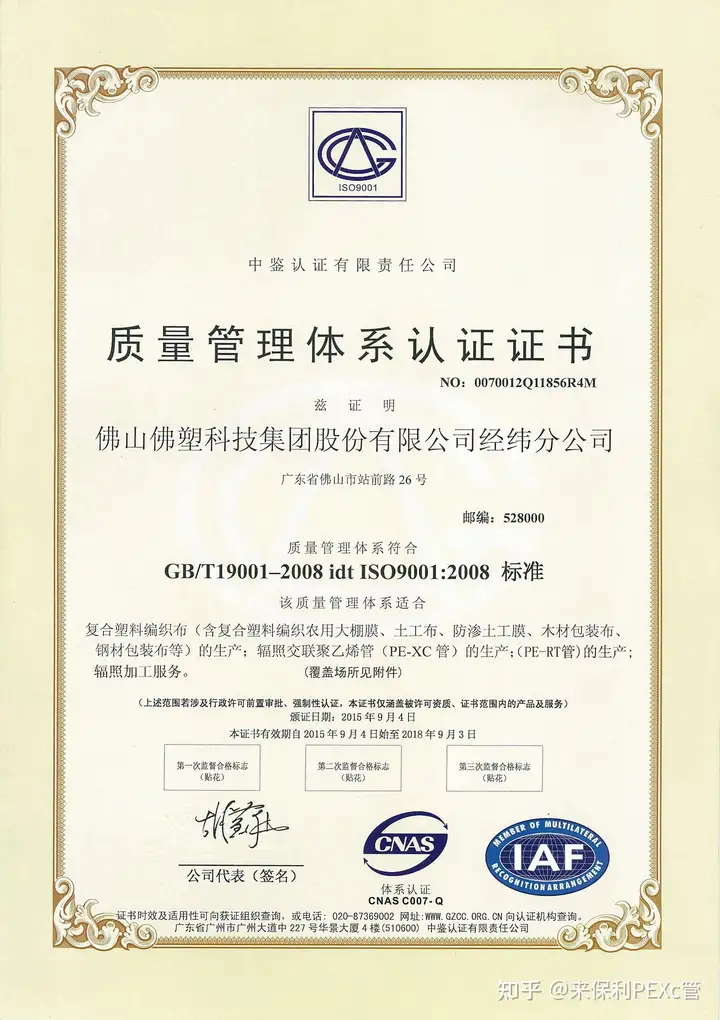 ISO9001
中鉴认证有限责任公司
质量管理体系认证证书
NO：0070012Q11856R4M
兹证明
佛山佛塑科技集团股份有限公司经纬分公司
广东省佛山市站前路26号
邮编：528000
质量管理体系符合
GB/T19001–2008 idt ISO9001:2008 标准
该质量管理体系适合
复合塑料编织布（含复合塑料编织农用大棚膜、土工布、防渗土工膜、木材包装布、
钢材包装布等）的生产；辐照交联聚乙烯管（PE-XC管）的生产；(PE-RT管)的生产；
辐照加工服务。 (覆盖场所见附件)
（上述范围若涉及行政许可前置审批、强制性认证，本证书仅涵盖被许可资质、证书范围内的产品及服务）
颁证日期：2015年9月4日
本证书有效期自2015年9月4日始至2018年9月3日
第一次监督合格标志
（贴花）
第二次监督合格标志
（贴花）
第三次监督合格标志
（贴花）
公司代表（签名）
CNAS
体系认证
CNAS C007-Q
MEMBER OF MULTILATERAL
IAF
RECOGNITION ARRANGEMENT
证书时效及适用性可向获证组织查询，或电话：020-87369002 网址:WWW.GZCC.ORG.CN 向认证机构查询。
广东省广州市广州大道中227号华景大厦4楼(510600) 中鉴认证有限责任公司
知乎 @来保利PEXc管